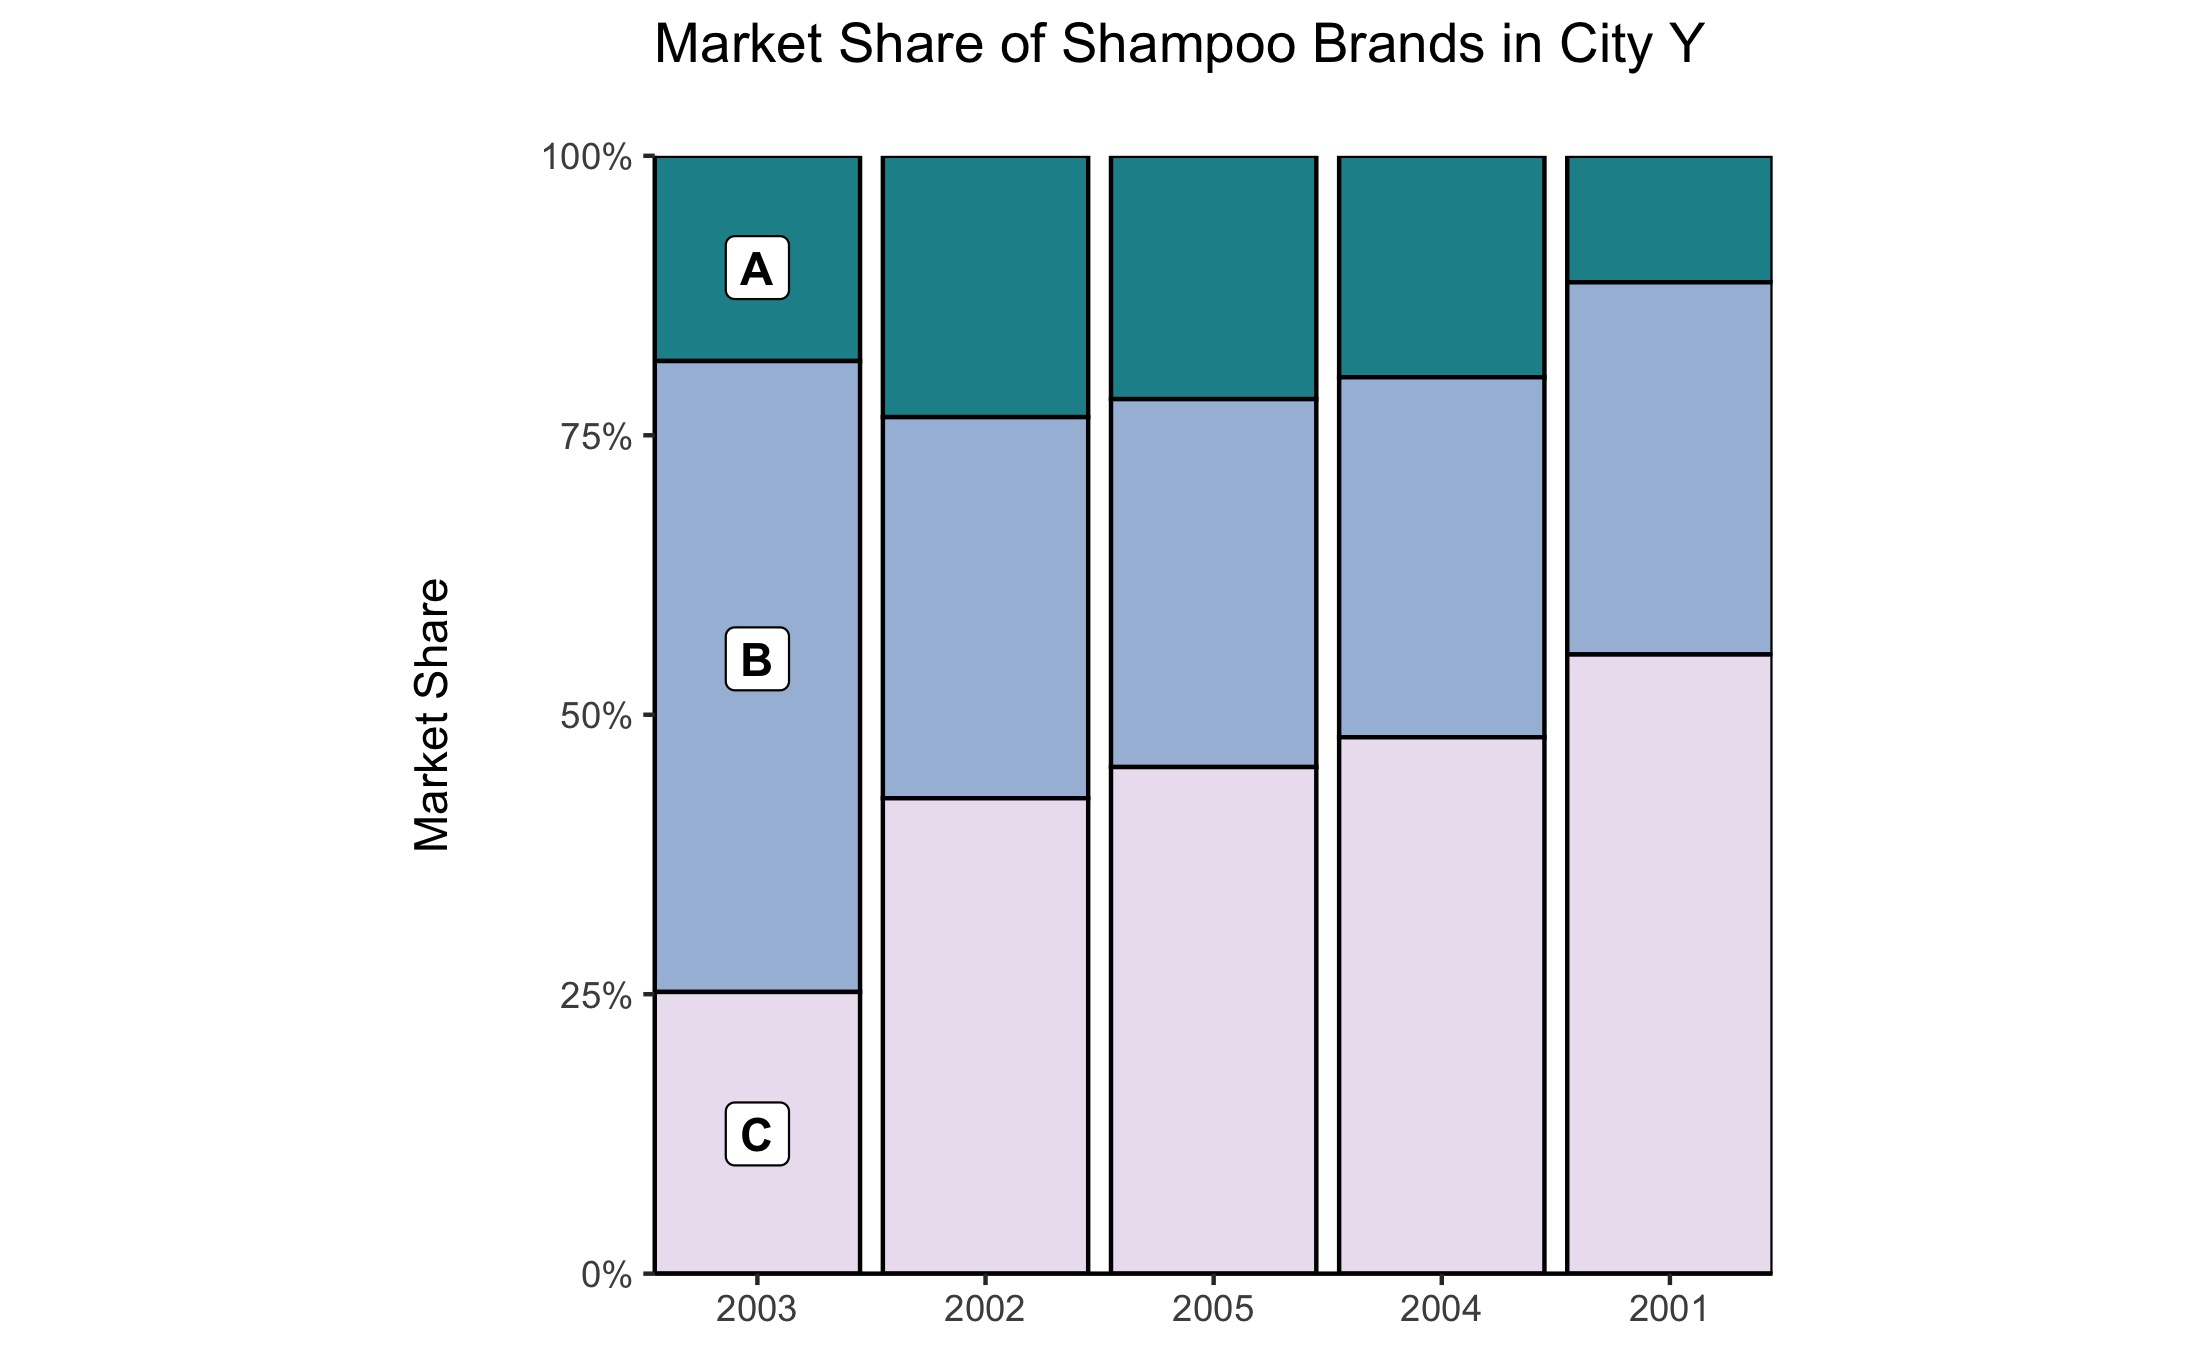 Market Share of Shampoo Brands in City Y
Market Share
100%
75%
50%
25%
0%
A
B
C
2003 2002 2005 2004 2001